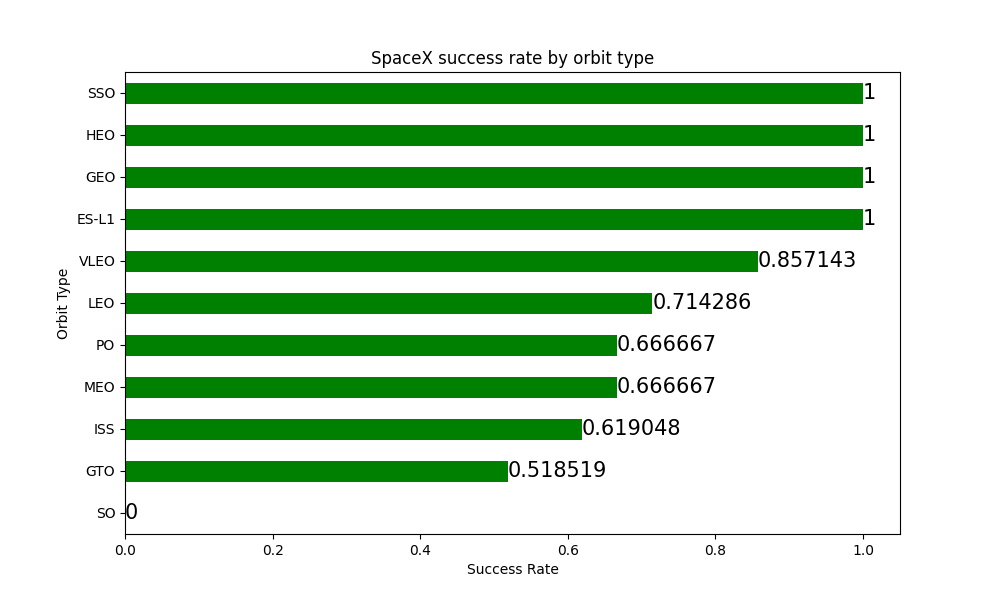 SpaceX success rate by orbit type
SSO 1
HEO 1
GEO 1
ES-L1 1
VLEO 0.857143
LEO 0.714286
PO 0.666667
MEO 0.666667
ISS 0.619048
GTO 0.518519
SO 0
Orbit Type
0.0 0.2 0.4 0.6 0.8 1.0
Success Rate